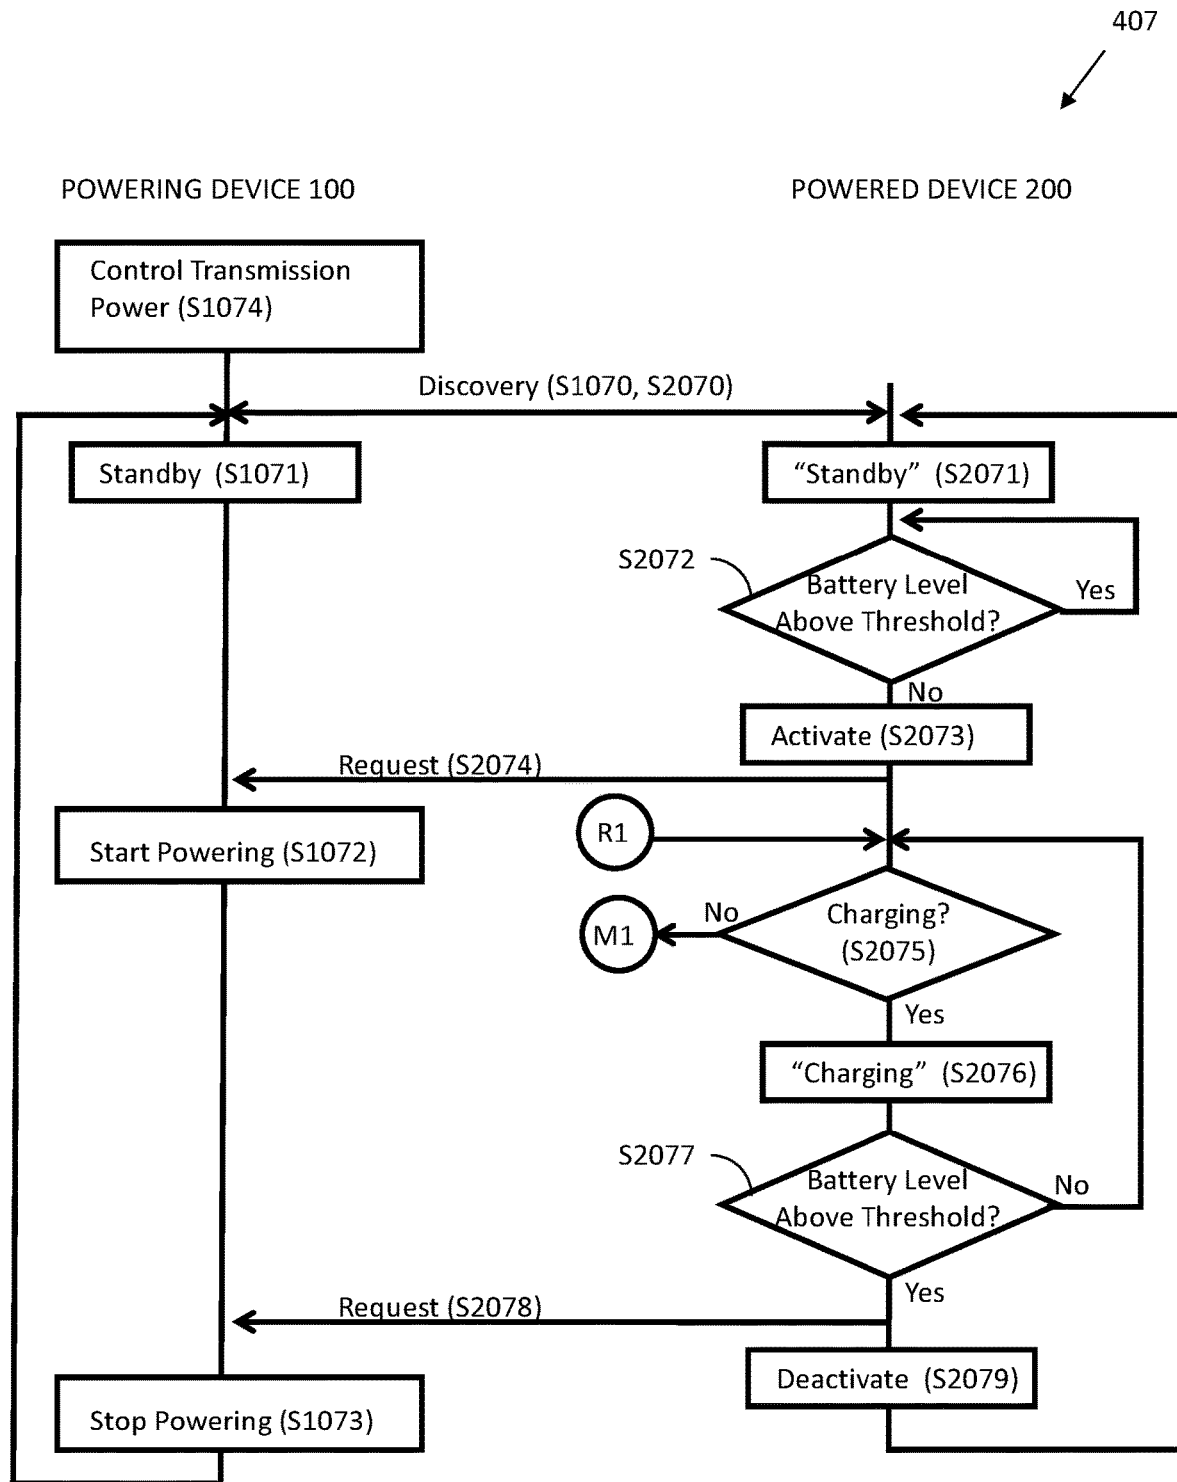 407
POWERING DEVICE 100
POWERED DEVICE 200
Control Transmission
Power (S1074)
Discovery (S1070, S2070)
Standby (S1071)
“Standby” (S2071)
S2072
Battery Level
Above Threshold?
Yes
No
Activate (S2073)
Request (S2074)
R1
Start Powering (S1072)
M1
No
Charging?
(S2075)
Yes
“Charging” (S2076)
S2077
Battery Level
Above Threshold?
No
Yes
Request (S2078)
Deactivate (S2079)
Stop Powering (S1073)